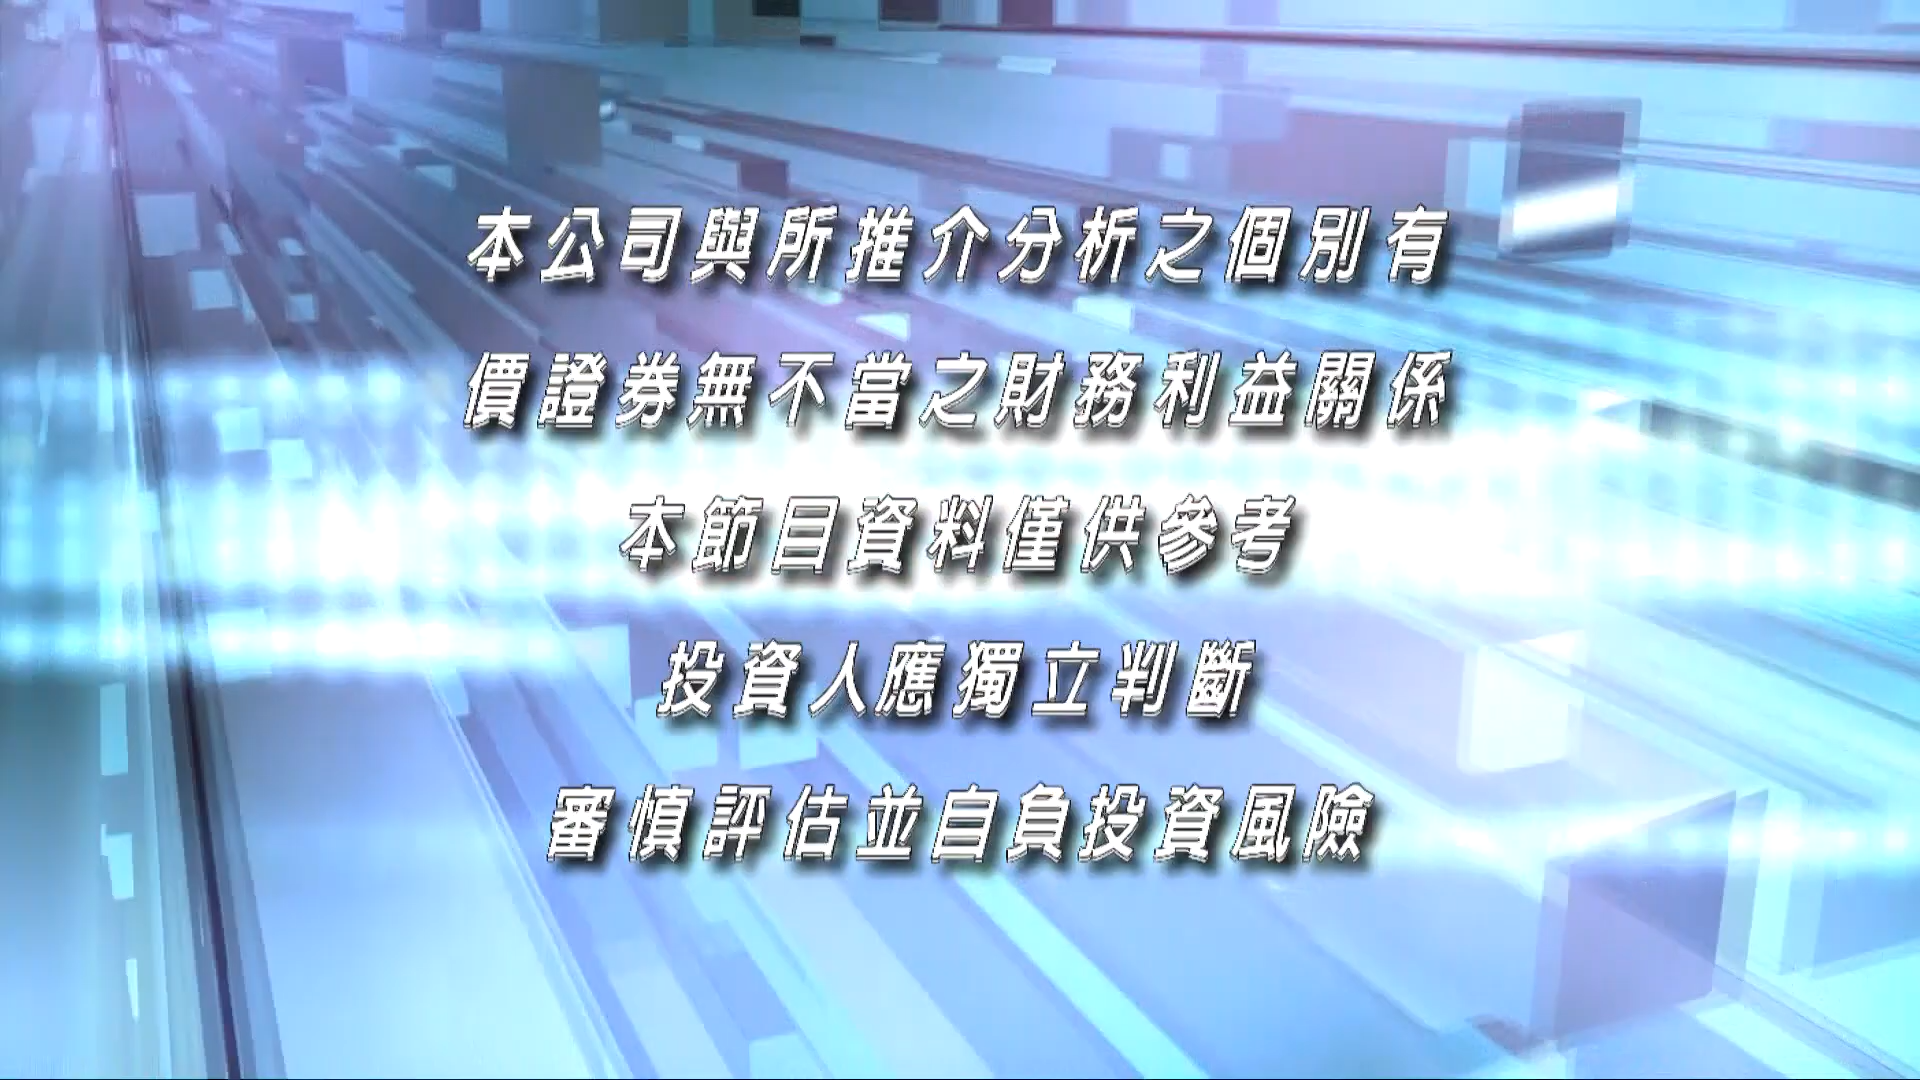 本公司與所推介分析之個別有
價證券無不當之財務利益關係
本節目資料僅供參考
投資人應獨立判斷
審慎評估並自負投資風險